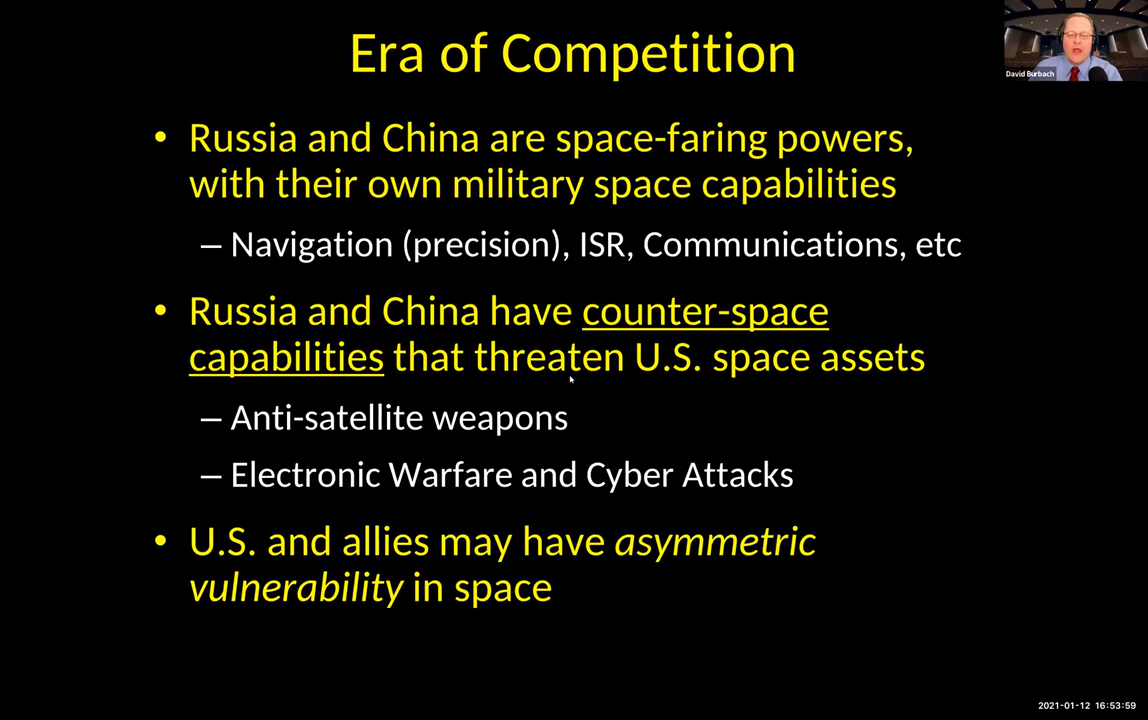 Era of Competition
David Burbach
• Russia and China are space-faring powers,
with their own military space capabilities
– Navigation (precision), ISR, Communications, etc
• Russia and China have counter-space
capabilities that threaten U.S. space assets
– Anti-satellite weapons
– Electronic Warfare and Cyber Attacks
• U.S. and allies may have asymmetric
vulnerability in space
2021-01-12 16:53:59